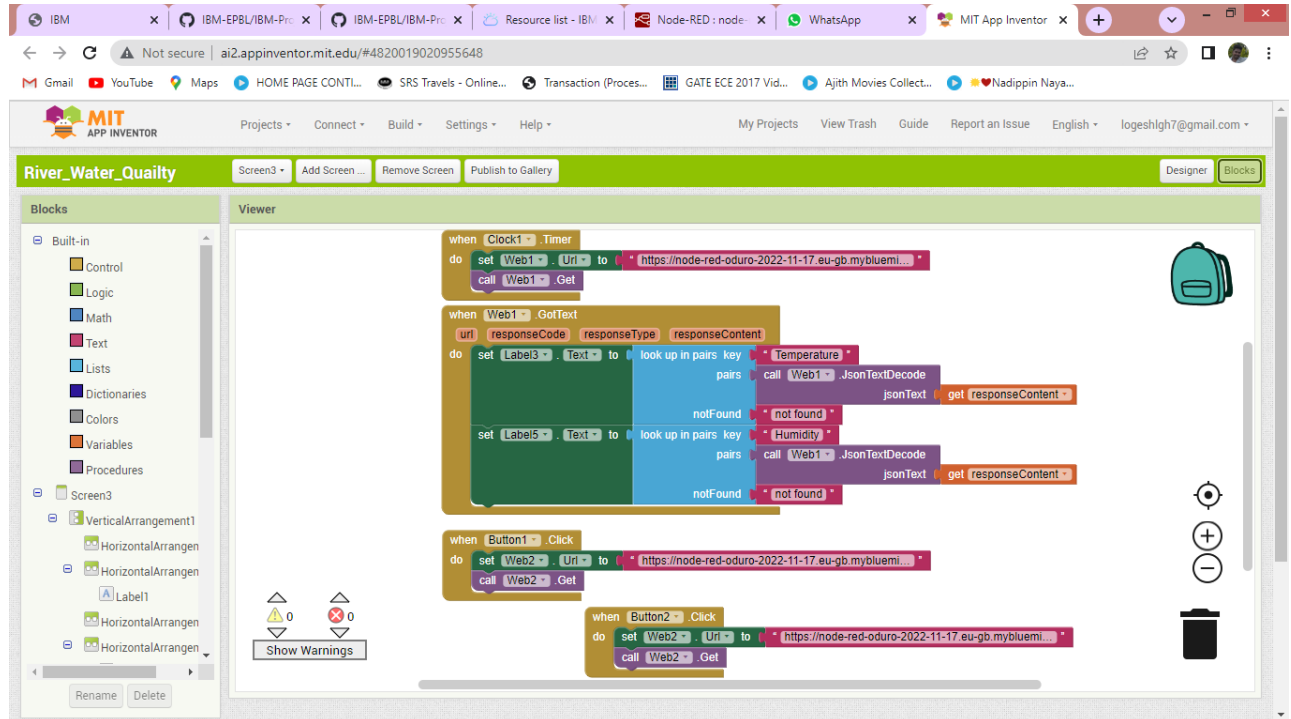 IBM
IBM-EPBL/IBM-Pro
IBM-EPBL/IBM-Pro
Resource list - IBM
Node-RED : node-
WhatsApp
MIT App Inventor
Not secure
ai2.appinventor.mit.edu/#4820019020955648
Gmail
YouTube
Maps
HOME PAGE CONTI...
SRS Travels - Online...
Transaction (Proces...
GATE ECE 2017 Vid...
Ajith Movies Collect...
Nadippin Naya...
MIT
APP INVENTOR
Projects
Connect
Build
Settings
Help
My Projects
View Trash
Guide
Report an Issue
English
logeshlgh7@gmail.com
River_Water_Quailty
Screen3
Add Screen ...
Remove Screen
Publish to Gallery
Designer
Blocks
Blocks
Viewer
Built-in
Control
Logic
Math
Text
Lists
Dictionaries
Colors
Variables
Procedures
Screen3
VerticalArrangement1
HorizontalArrangen
HorizontalArrangen
A Label1
HorizontalArrangen
HorizontalArrangen
Rename
Delete
when Clock1 .Timer
do set Web1 . Url to " https://node-red-oduro-2022-11-17.eu-gb.mybluemi... "
call Web1 .Get
when Web1 .GotText
url responseCode responseType responseContent
do set Label3 . Text to look up in pairs key " Temperature "
pairs call Web1 .JsonTextDecode
jsonText get responseContent
notFound " not found "
set Label5 . Text to look up in pairs key " Humidity "
pairs call Web1 .JsonTextDecode
jsonText get responseContent
notFound " not found "
when Button1 .Click
do set Web2 . Url to " https://node-red-oduro-2022-11-17.eu-gb.mybluemi... "
call Web2 .Get
when Button2 .Click
do set Web2 . Url to " https://node-red-oduro-2022-11-17.eu-gb.mybluemi... "
call Web2 .Get
0
0
Show Warnings